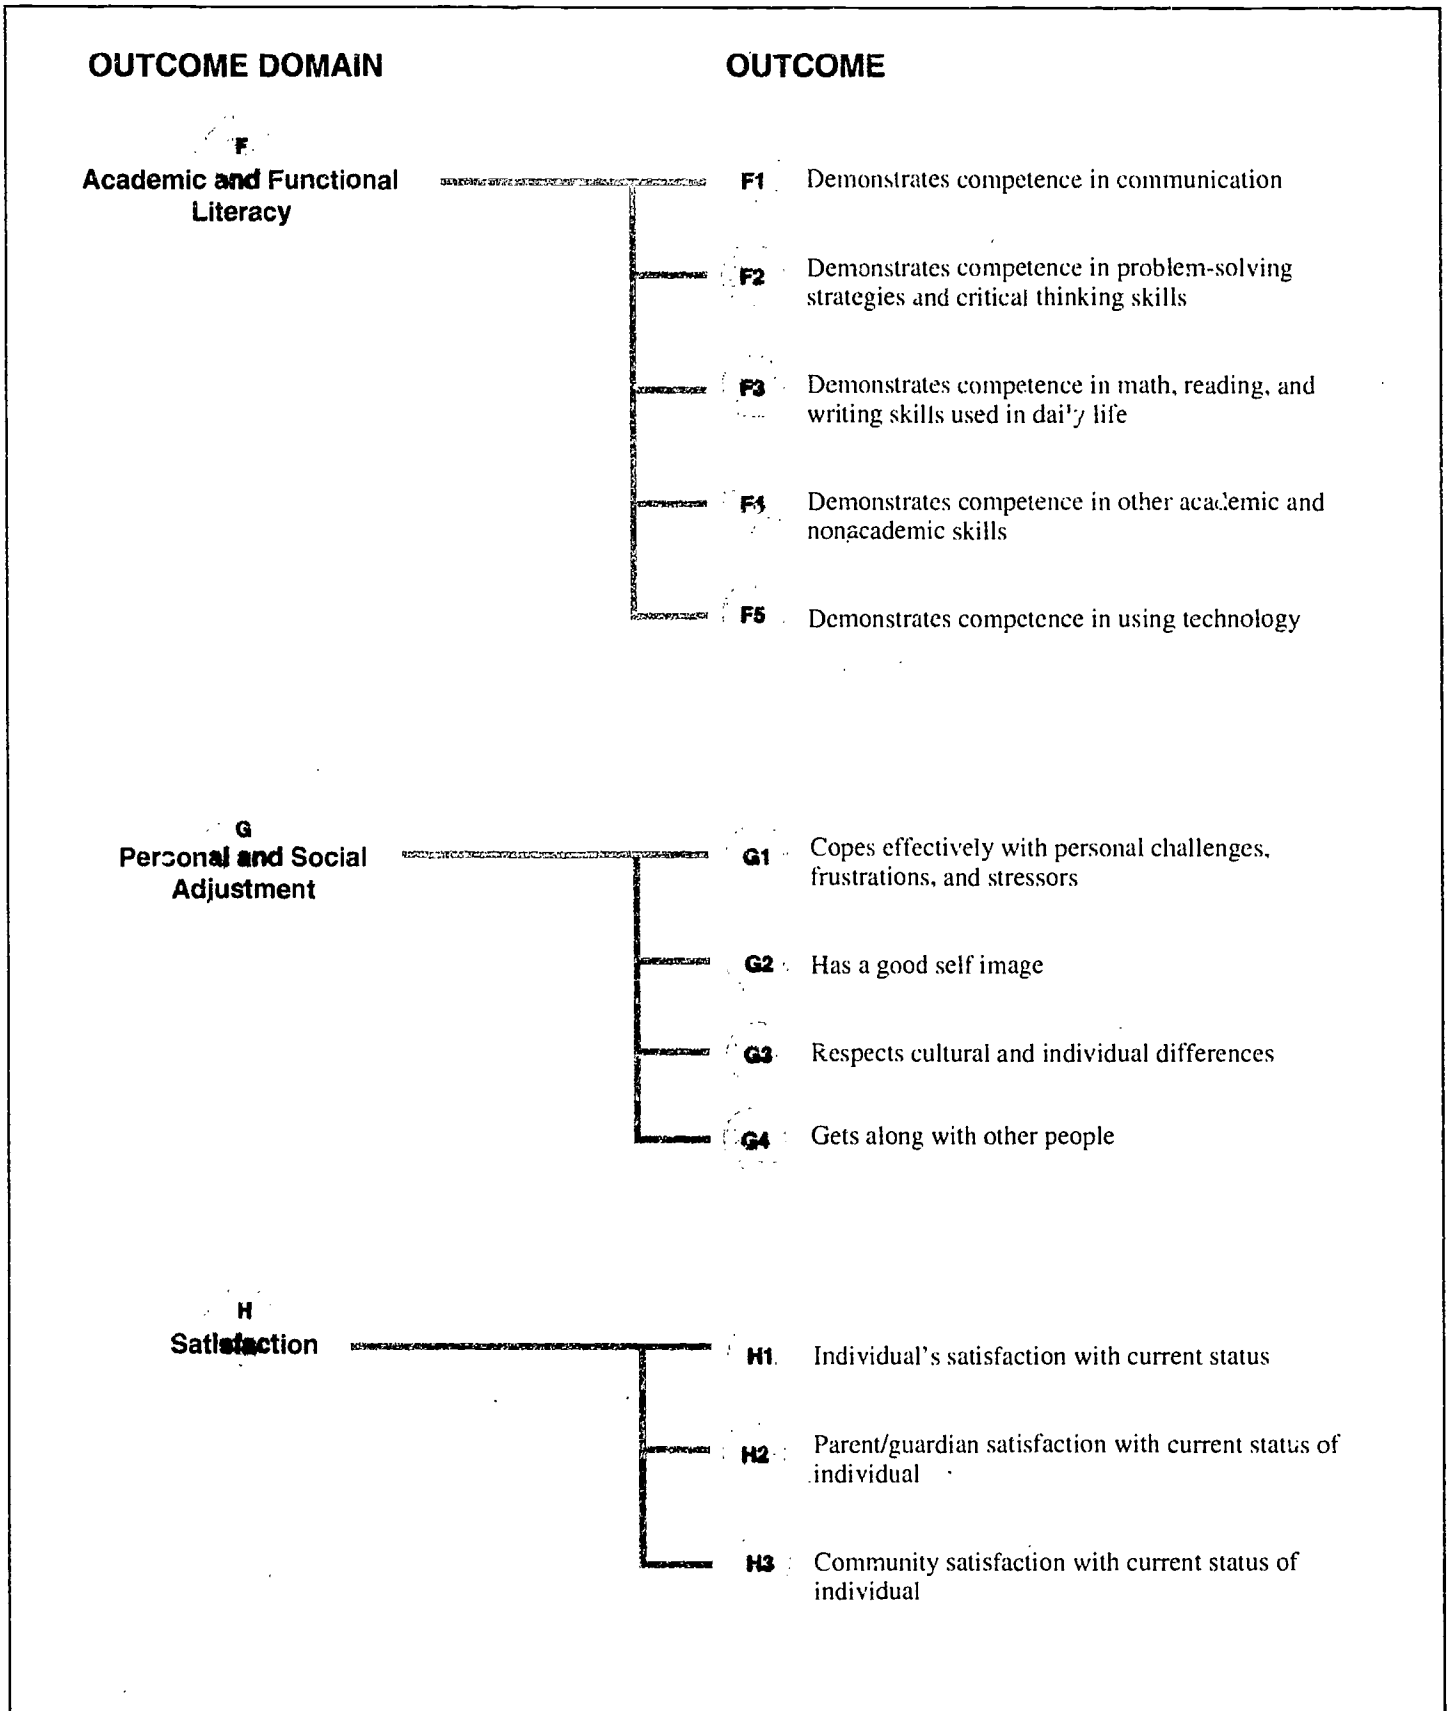 OUTCOME DOMAIN
OUTCOME
F
Academic and Functional
Literacy
F1 Demonstrates competence in communication
F2 Demonstrates competence in problem-solving
strategies and critical thinking skills
F3 Demonstrates competence in math, reading, and
writing skills used in daily life
F4 Demonstrates competence in other academic and
nonacademic skills
F5 Demonstrates competence in using technology
G
Personal and Social
Adjustment
G1 Copes effectively with personal challenges,
frustrations, and stressors
G2 Has a good self image
G3 Respects cultural and individual differences
G4 Gets along with other people
H
Satisfaction
H1 Individual's satisfaction with current status
H2 Parent/guardian satisfaction with current status of
individual
H3 Community satisfaction with current status of
individual